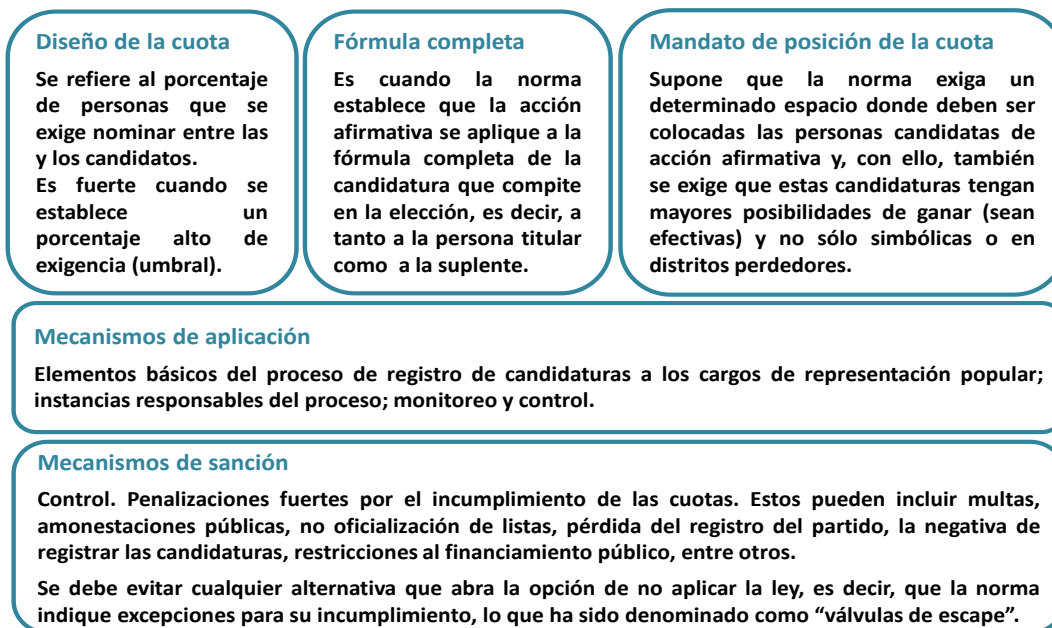 Diseño de la cuota
Se refiere al porcentaje
de personas que se
exige nominar entre las
y los candidatos.
Es fuerte cuando se
establece un
porcentaje alto de
exigencia (umbral).
Fórmula completa
Es cuando la norma
establece que la acción
afirmativa se aplique a la
fórmula completa de la
candidatura que compite
en la elección, es decir, a
tanto a la persona titular
como a la suplente.
Mandato de posición de la cuota
Supone que la norma exiga un
determinado espacio donde deben ser
colocadas las personas candidatas de
acción afirmativa y, con ello, también
se exige que estas candidaturas tengan
mayores posibilidades de ganar (sean
efectivas) y no sólo simbólicas o en
distritos perdedores.
Mecanismos de aplicación
Elementos básicos del proceso de registro de candidaturas a los cargos de representación popular;
instancias responsables del proceso; monitoreo y control.
Mecanismos de sanción
Control. Penalizaciones fuertes por el incumplimiento de las cuotas. Estos pueden incluir multas,
amonestaciones públicas, no oficialización de listas, pérdida del registro del partido, la negativa de
registrar las candidaturas, restricciones al financiamiento público, entre otros.
Se debe evitar cualquier alternativa que abra la opción de no aplicar la ley, es decir, que la norma
indique excepciones para su incumplimiento, lo que ha sido denominado como “válvulas de escape”.